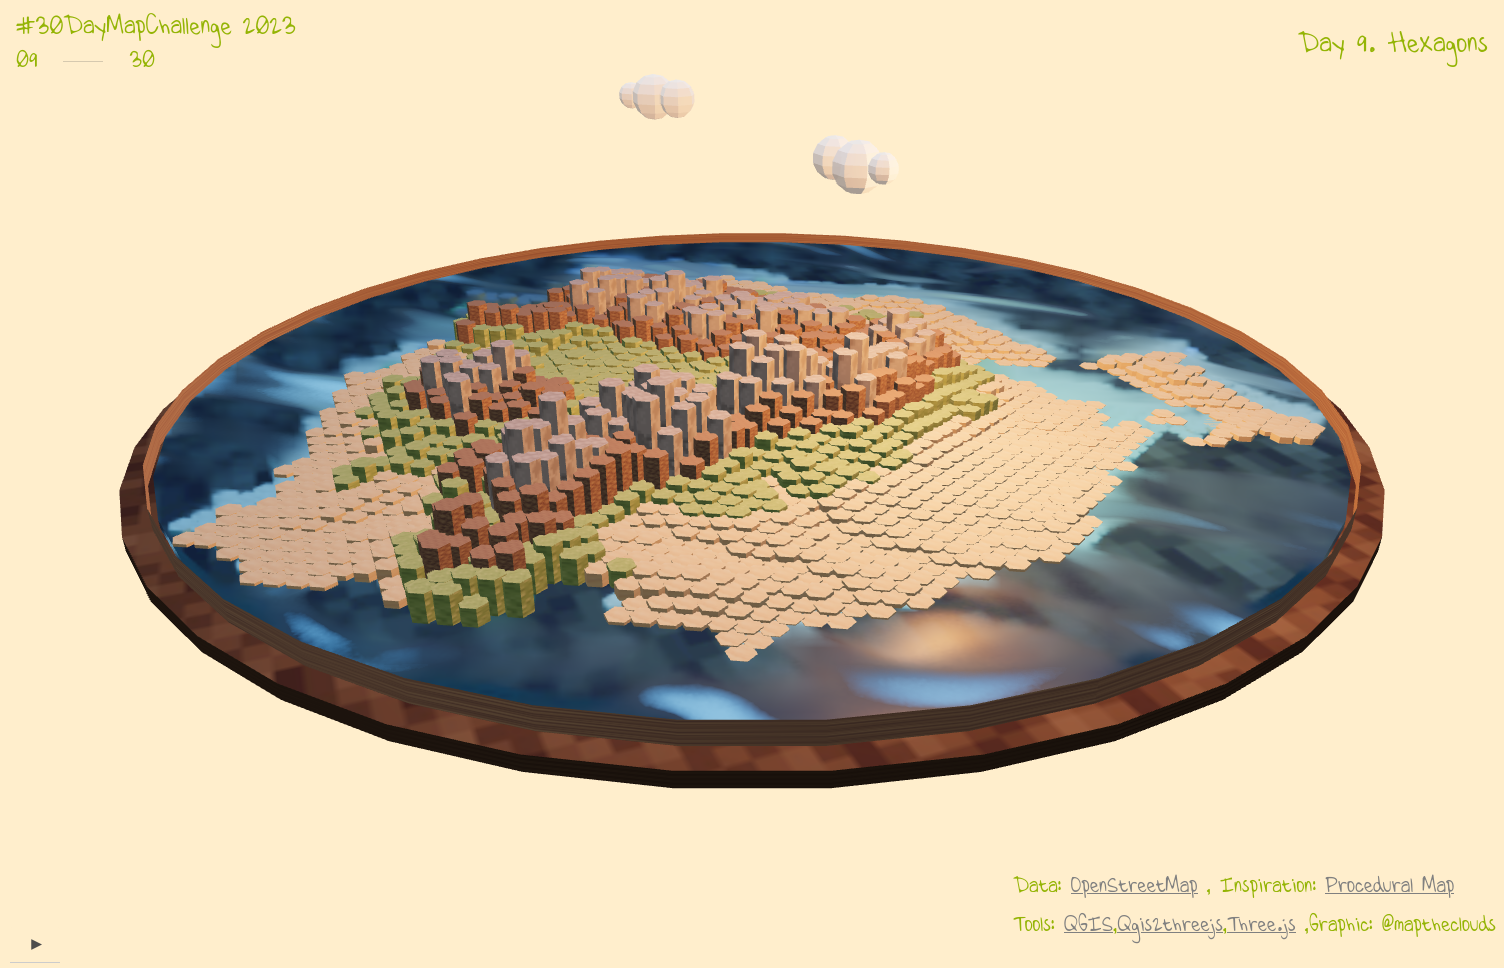 #30DayMapChallenge 2023
09 30
Day 9. Hexagons
Data: OpenStreetMap , Inspiration: Procedural Map
Tools: QGIS,Qgis2threejs,Three.js ,Graphic: @maptheclouds